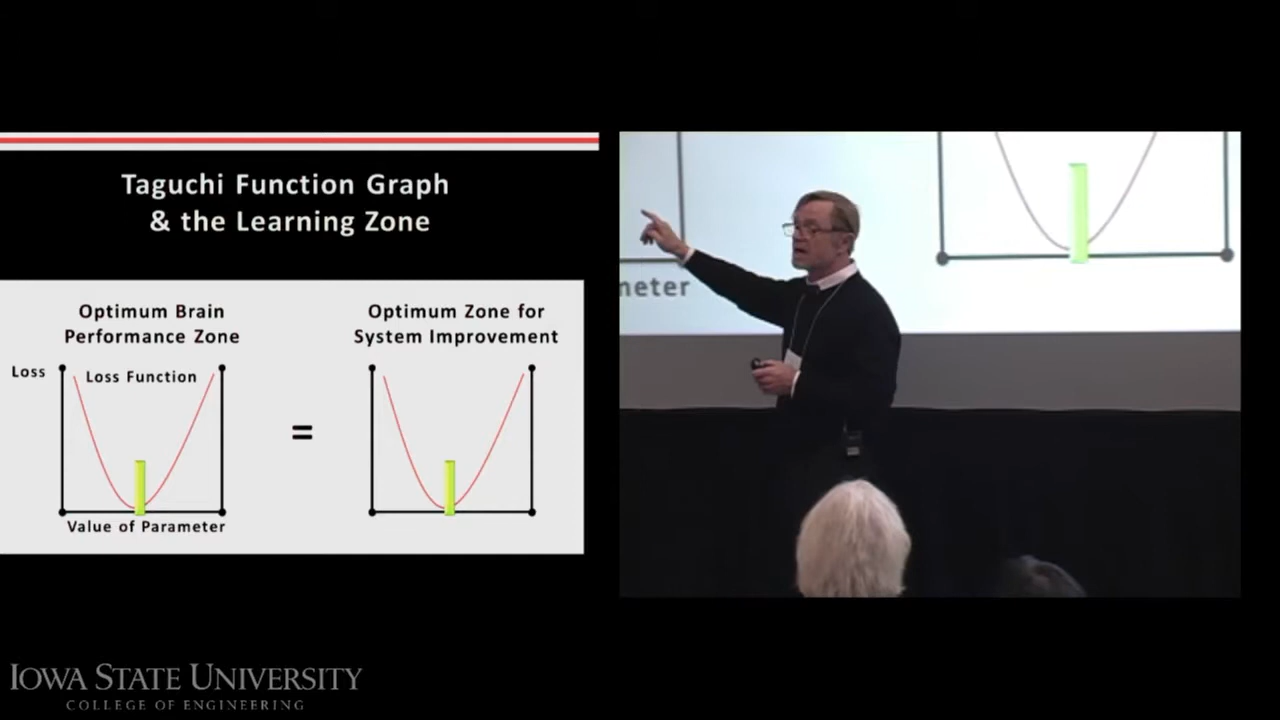 Taguchi Function Graph
& the Learning Zone
Optimum Brain
Performance Zone
Optimum Zone for
System Improvement
Loss
Loss Function
=
Value of Parameter
meter
IOWA STATE UNIVERSITY
COLLEGE OF ENGINEERING